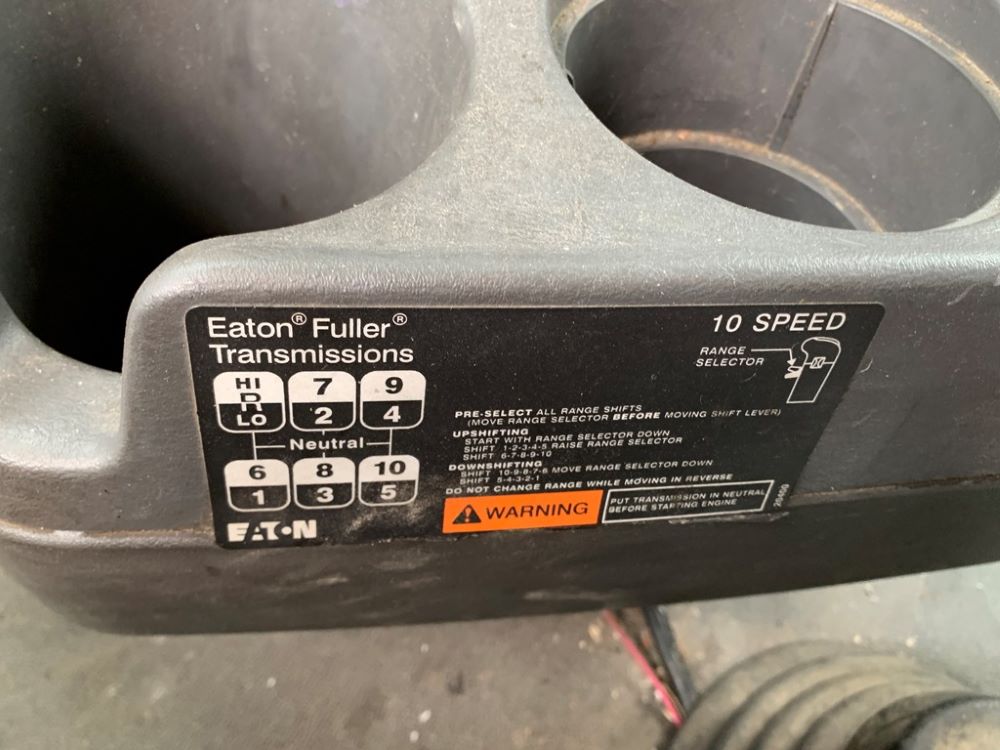 Eaton® Fuller®
Transmissions
10 SPEED
RANGE
SELECTOR
HI
R
LO
7
2
9
4
Neutral
6
1
8
3
10
5
EATON
PRE-SELECT ALL RANGE SHIFTS
(MOVE RANGE SELECTOR BEFORE MOVING SHIFT LEVER)
UPSHIFTING
START WITH RANGE SELECTOR DOWN
SHIFT 1-2-3-4-5 RAISE RANGE SELECTOR
SHIFT 6-7-8-9-10
DOWNSHIFTING
SHIFT 10-9-8-7-6 MOVE RANGE SELECTOR DOWN
SHIFT 5-4-3-2-1
DO NOT CHANGE RANGE WHILE MOVING IN REVERSE
WARNING
PUT TRANSMISSION IN NEUTRAL
BEFORE STARTING ENGINE